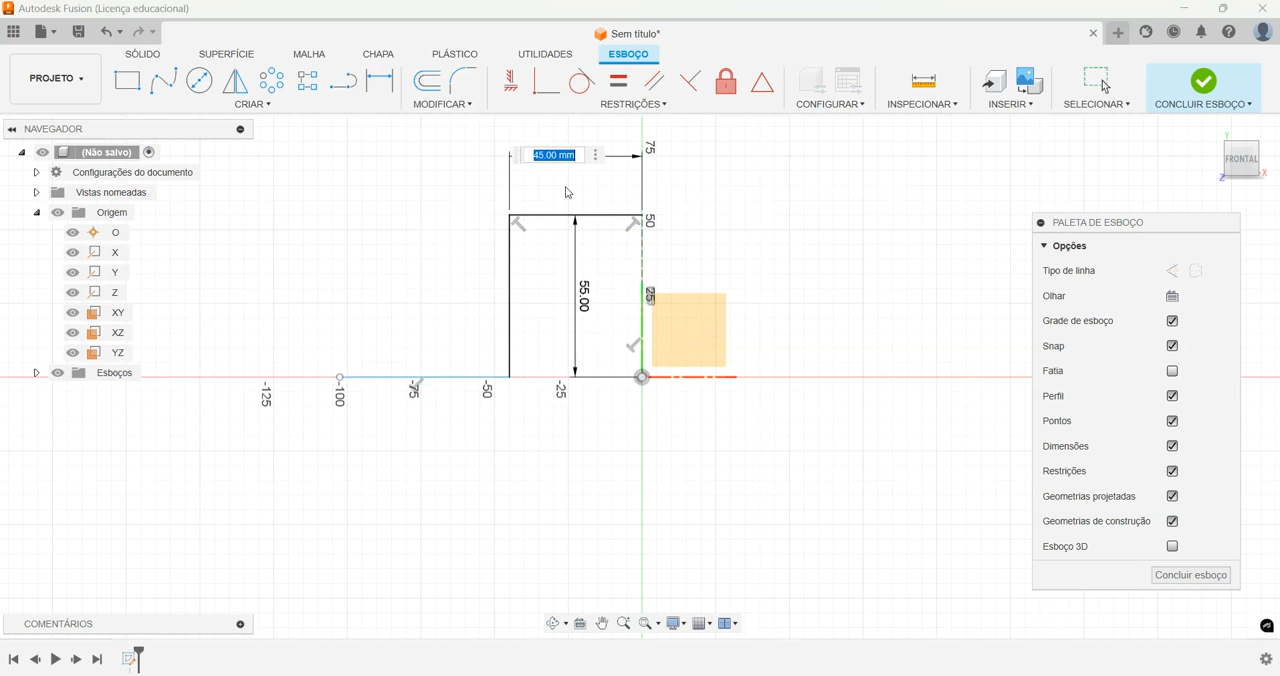 Autodesk Fusion (Licença educacional)
Sem título*
PROJETO
SÓLIDO
SUPERFÍCIE
MALHA
CHAPA
PLÁSTICO
UTILIDADES
ESBOÇO
CRIAR
MODIFICAR
RESTRIÇÕES
CONFIGURAR
INSPECIONAR
INSERIR
SELECIONAR
CONCLUIR ESBOÇO
NAVEGADOR
(Não salvo)
Configurações do documento
Vistas nomeadas
Origem
O
X
Y
Z
XY
XZ
YZ
Esboços
45.00 mm
75
50
25
55.00
-125
-100
-75
-50
-25
Y
FRONTAL
X
Z
PALETA DE ESBOÇO
Opções
Tipo de linha
Olhar
Grade de esboço
Snap
Fatia
Perfil
Pontos
Dimensões
Restrições
Geometrias projetadas
Geometrias de construção
Esboço 3D
Concluir esboço
COMENTÁRIOS